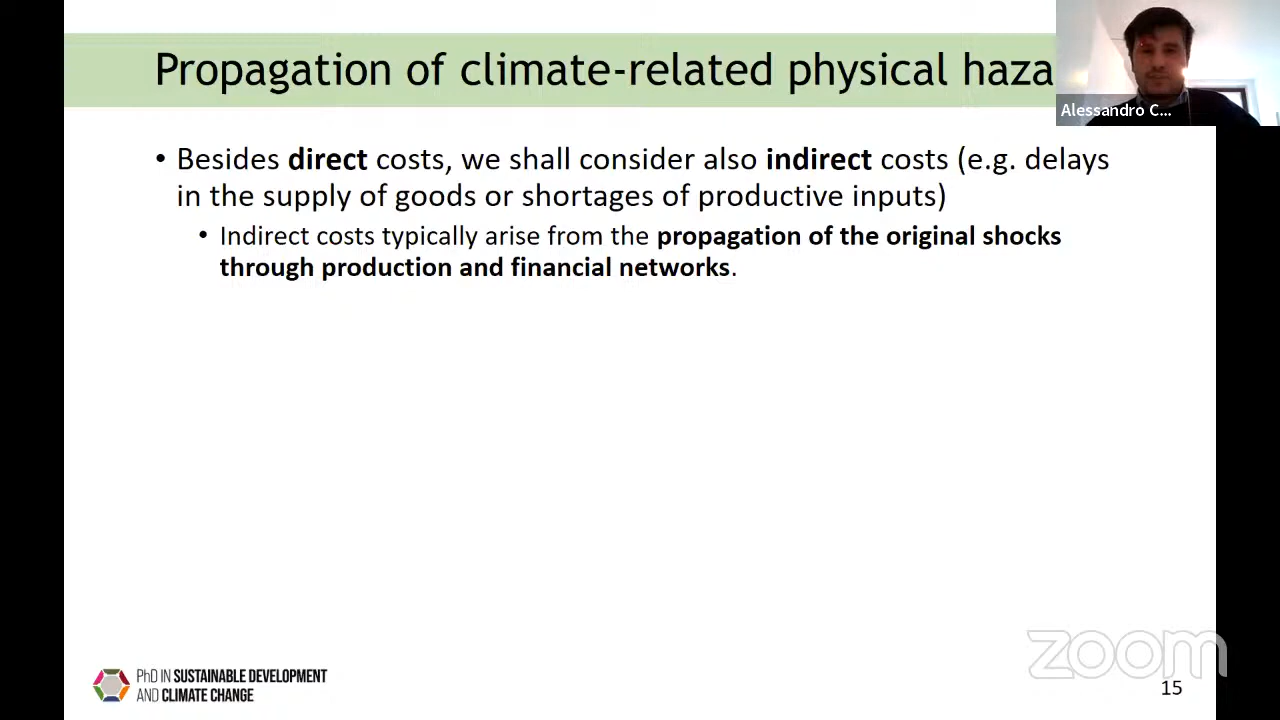 Propagation of climate-related physical haza
Alessandro C...
• Besides direct costs, we shall consider also indirect costs (e.g. delays
in the supply of goods or shortages of productive inputs)
• Indirect costs typically arise from the propagation of the original shocks
through production and financial networks.
PhD IN SUSTAINABLE DEVELOPMENT
AND CLIMATE CHANGE
zoom
15